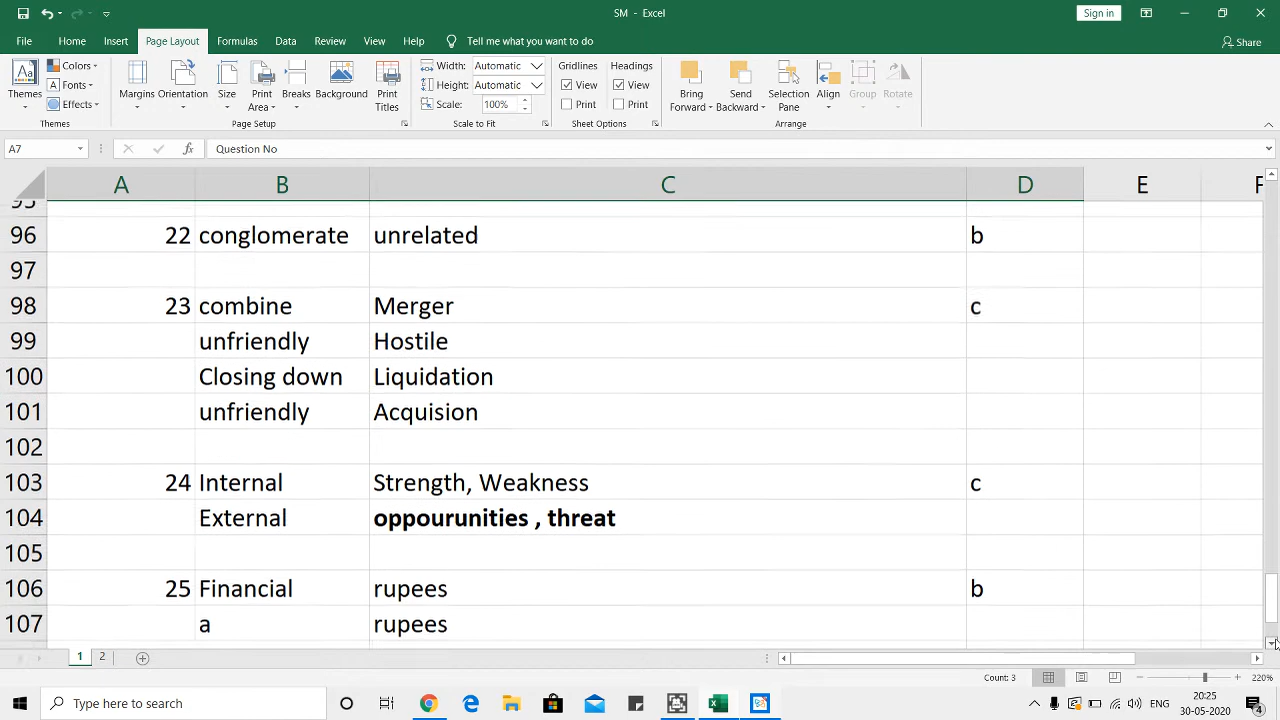 SM - Excel
Sign in
File Home Insert Page Layout Formulas Data Review View Help Tell me what you want to do Share
Themes Colors Fonts Effects Margins Orientation Size Print Area Breaks Background Print Titles Width: Automatic Height: Automatic Scale: 100% Gridlines View Print Headings View Print Bring Forward Send Backward Selection Pane Align Group Rotate
Themes Page Setup Scale to Fit Sheet Options Arrange
A7 fx Question No
A B C D E F
95
96 22 conglomerate unrelated b
97
98 23 combine Merger c
99 unfriendly Hostile
100 Closing down Liquidation
101 unfriendly Acquision
102
103 24 Internal Strength, Weakness c
104 External oppourunities , threat
105
106 25 Financial rupees b
107 a rupees
1 2
Count: 3 220%
Type here to search
ENG 20:25
30-05-2020 4